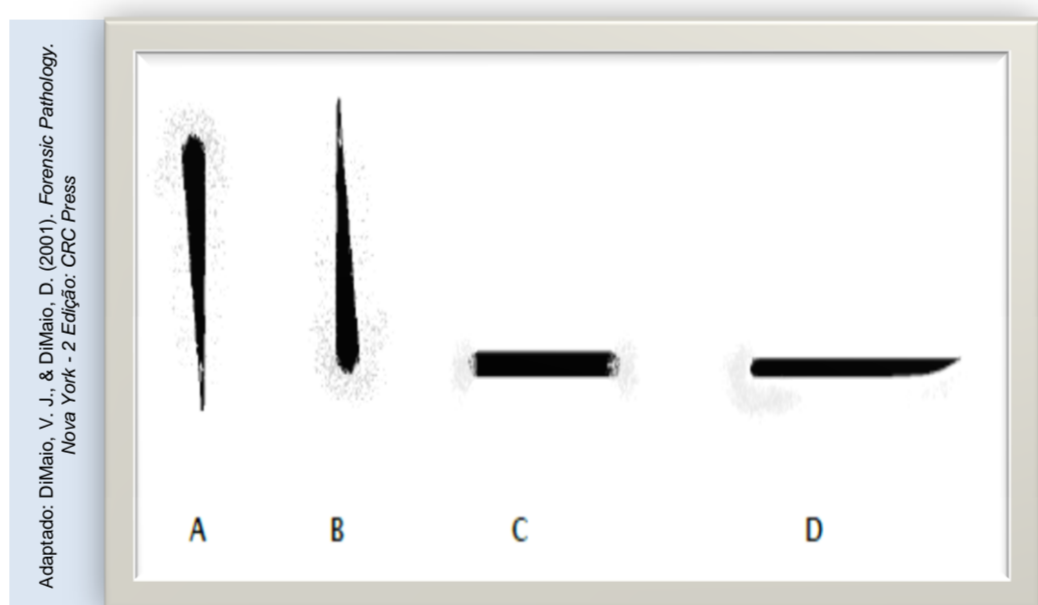 Adaptado: DiMaio, V. J., & DiMaio, D. (2001). Forensic Pathology.
Nova York - 2 Edição: CRC Press
A B C D